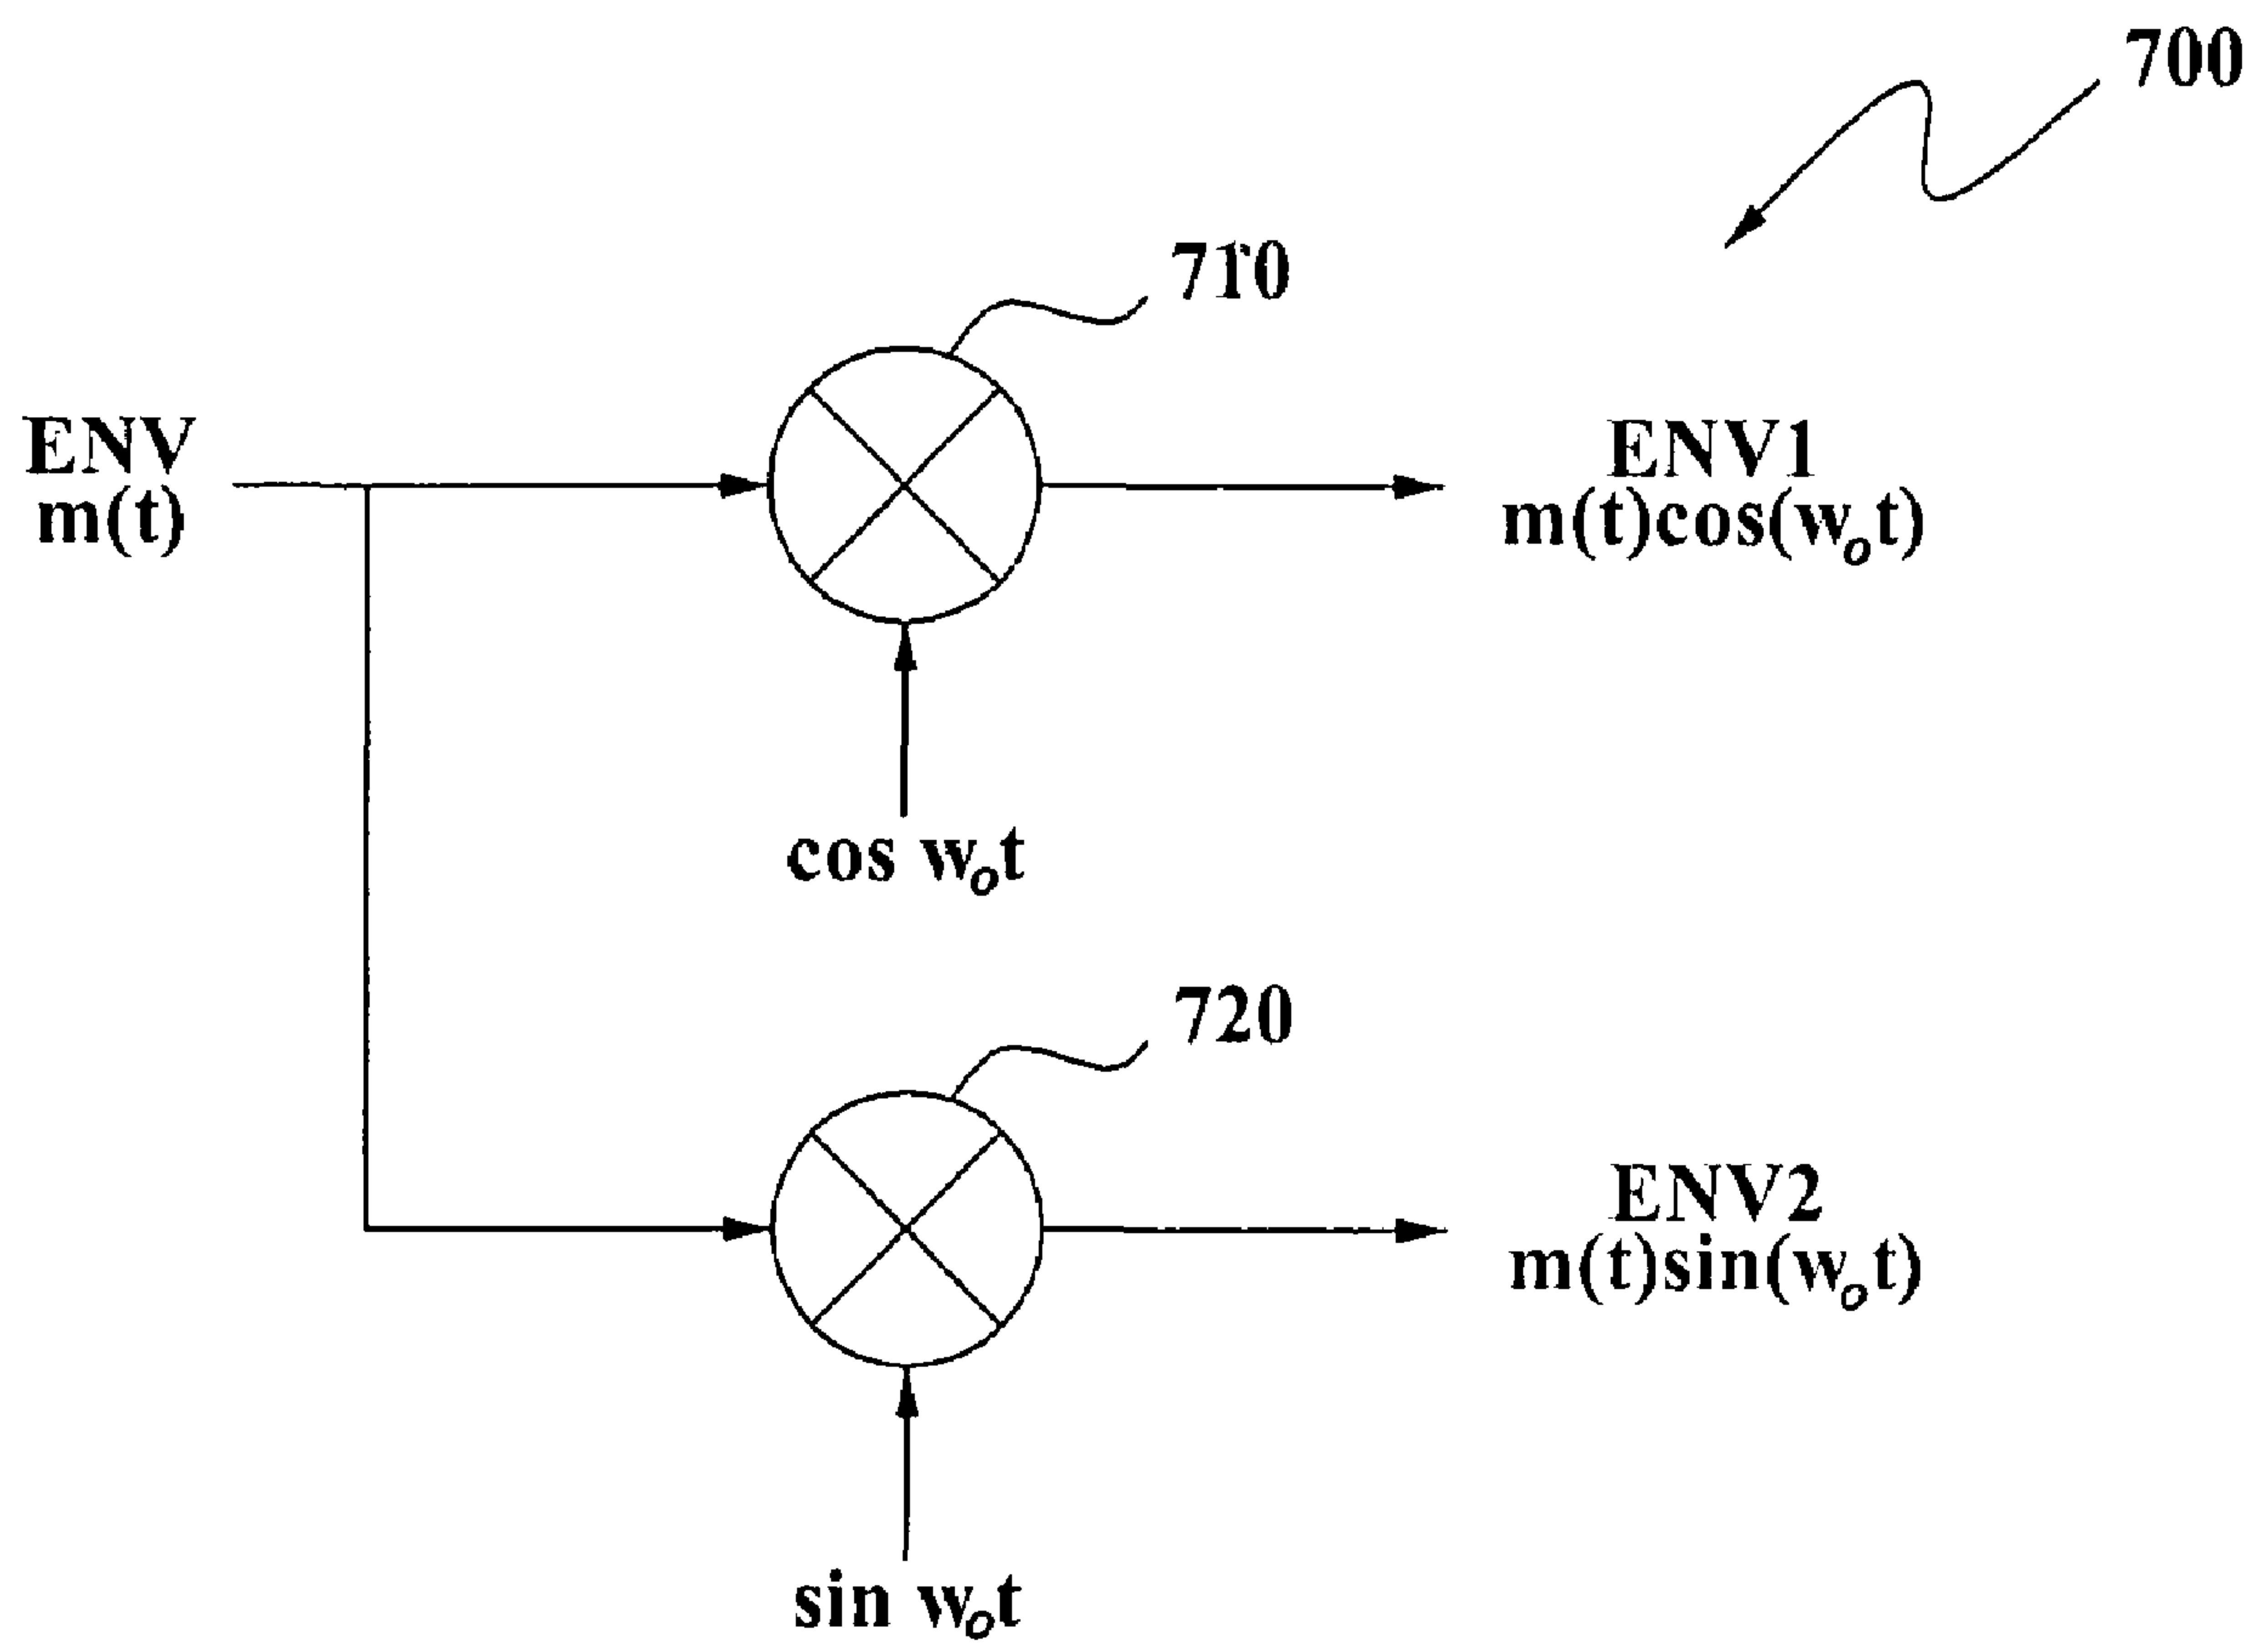 700
710
ENV
m(t)
ENV1
m(t)cos(wₒt)
cos wₒt
720
ENV2
m(t)sin(wₒt)
sin wₒt